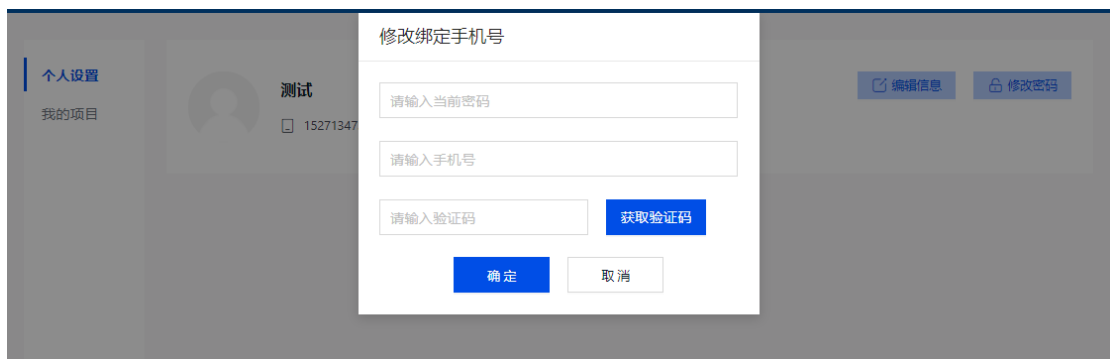 修改绑定手机号
个人设置
我的项目
测试
15271347
编辑信息
修改密码
请输入当前密码
请输入手机号
请输入验证码
获取验证码
确定
取消